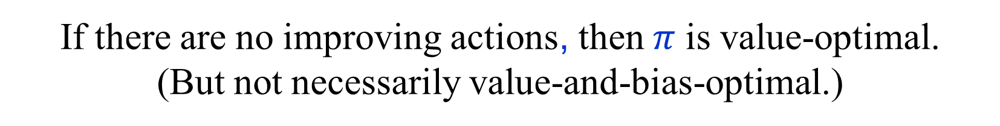 If there are no improving actions, then π is value-optimal.
(But not necessarily value-and-bias-optimal.)